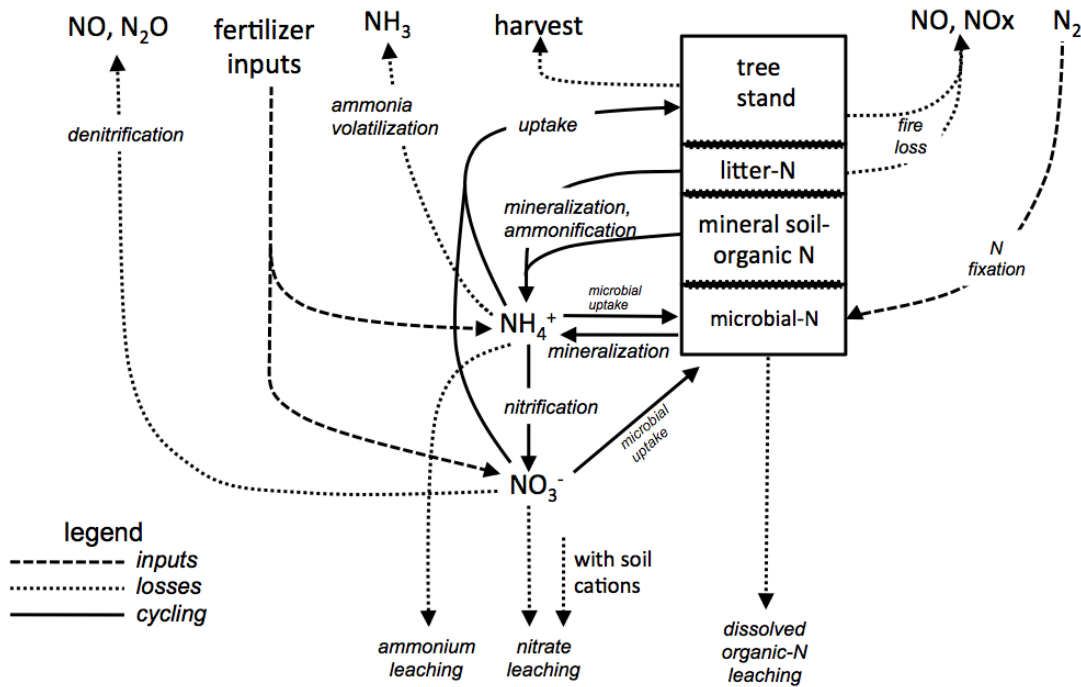 NO, N₂O
fertilizer
inputs
NH₃
harvest
NO, NOx
N₂
tree
stand
ammonia
volatilization
denitrification
uptake
fire
loss
litter-N
mineralization,
ammonification
mineral soil-
organic N
N
fixation
microbial
uptake
NH₄⁺
microbial-N
mineralization
nitrification
microbial
uptake
NO₃⁻
legend
inputs
losses
cycling
with soil
cations
ammonium
leaching
nitrate
leaching
dissolved
organic-N
leaching